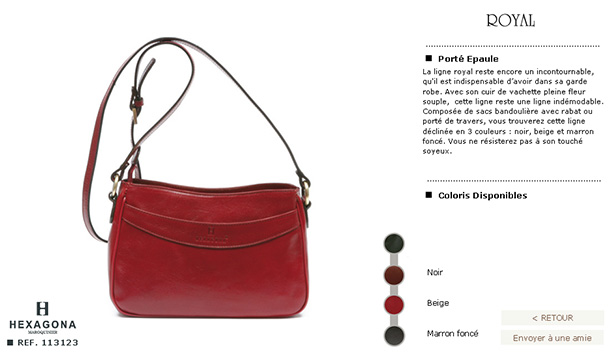 ROYAL
Porté Epaule
La ligne royal reste encore un incontournable,
qu'il est indispensable d'avoir dans sa garde
robe. Avec son cuir de vachette pleine fleur
souple, cette ligne reste une ligne indémodable.
Composée de sacs bandoulière avec rabat ou
porté de travers, vous trouverez cette ligne
déclinée en 3 couleurs : noir, beige et marron
foncé. Vous ne résisterez pas à son touché
soyeux.
Coloris Disponibles
Noir
Beige
Marron foncé
< RETOUR
Envoyer à une amie
H
HEXAGONA
H
HEXAGONA
MAROQUINIER
REF. 113123